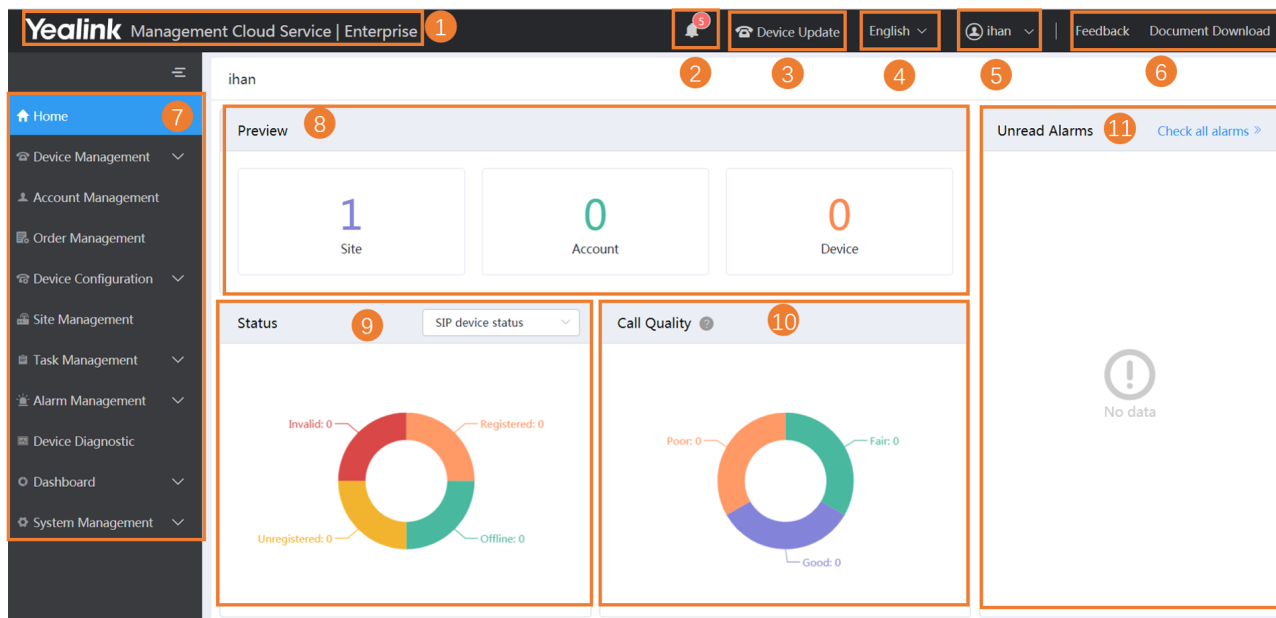 Yealink Management Cloud Service | Enterprise 1
5
Device Update
English
ihan
Feedback Document Download
2
3
4
5
6
ihan
Home 7
Device Management
Account Management
Order Management
Device Configuration
Site Management
Task Management
Alarm Management
Device Diagnostic
Dashboard
System Management
Preview 8
1
Site
0
Account
0
Device
Status 9 SIP device status
Invalid: 0
Registered: 0
Unregistered: 0
Offline: 0
Call Quality ? 10
Poor: 0
Fair: 0
Good: 0
Unread Alarms 11 Check all alarms »
No data